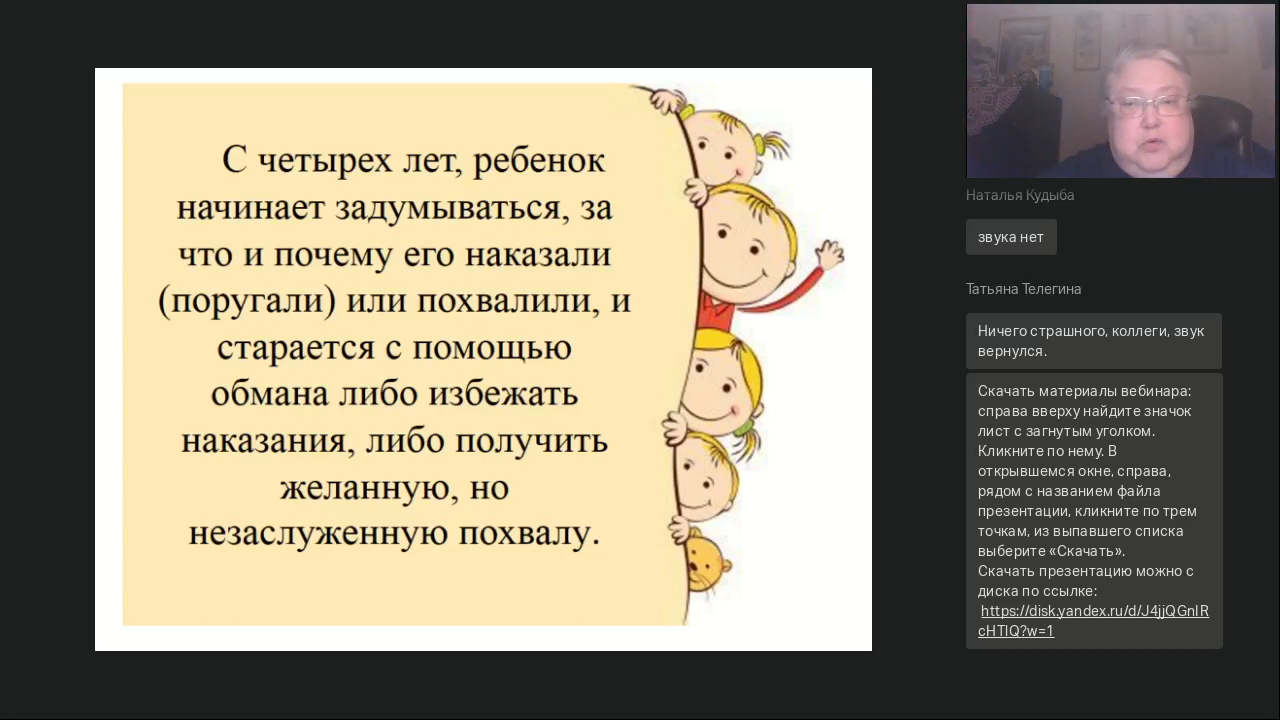 С четырех лет, ребенок
начинает задумываться, за
что и почему его наказали
(поругали) или похвалили, и
старается с помощью
обмана либо избежать
наказания, либо получить
желанную, но
незаслуженную похвалу.
Наталья Кудыба
звука нет
Татьяна Телегина
Ничего страшного, коллеги, звук
вернулся.
Скачать материалы вебинара:
справа вверху найдите значок
лист с загнутым уголком.
Кликните по нему. В
открывшемся окне, справа,
рядом с названием файла
презентации, кликните по трем
точкам, из выпавшего списка
выберите «Скачать».
Скачать презентацию можно с
диска по ссылке:
https://disk.yandex.ru/d/J4jjQGnIR
cHTlQ?w=1